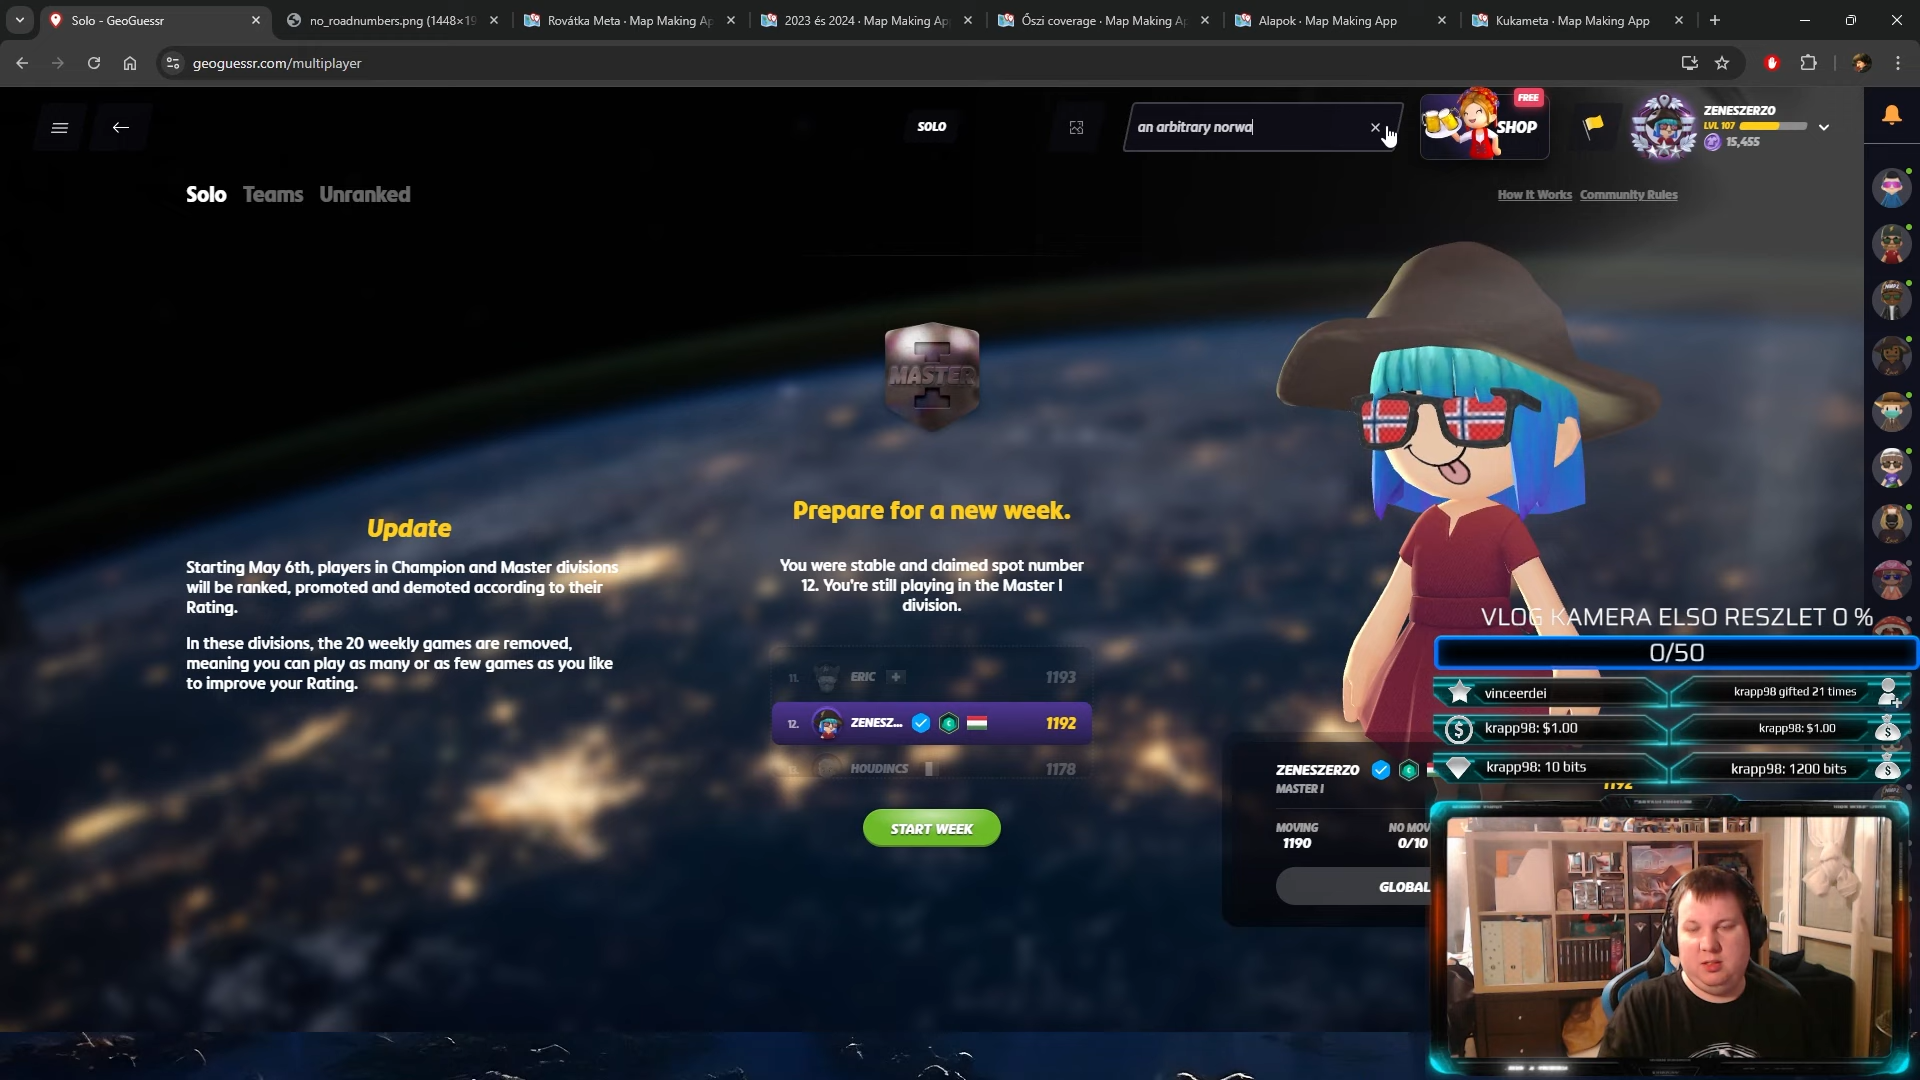 Solo - GeoGuessr
no_roadnumbers.png (1448×19
Rovátka Meta · Map Making Ap
2023 és 2024 · Map Making Ap
Őszi coverage · Map Making Ap
Alapok · Map Making App
Kukameta · Map Making App
geoguessr.com/multiplayer
SOLO
an arbitrary norwa
FREE
SHOP
ZENESZERZO
LVL 107
15,455
Solo Teams Unranked
How It Works Community Rules
MASTER
Update
Starting May 6th, players in Champion and Master divisions
will be ranked, promoted and demoted according to their
Rating.
In these divisions, the 20 weekly games are removed,
meaning you can play as many or as few games as you like
to improve your Rating.
Prepare for a new week.
You were stable and claimed spot number
12. You're still playing in the Master I
division.
11. ERIC 1193
12. ZENESZ... 1192
HOUDINCS 1178
START WEEK
ZENESZERZO
MASTER I
1192
MOVING
1190
NO MOV
0/10
GLOBAL
VLOG KAMERA ELSO RESZLET 0 %
0/50
vinceerdei
krapp98 gifted 21 times
krapp98: $1.00
krapp98: $1.00
krapp98: 10 bits
krapp98: 1200 bits